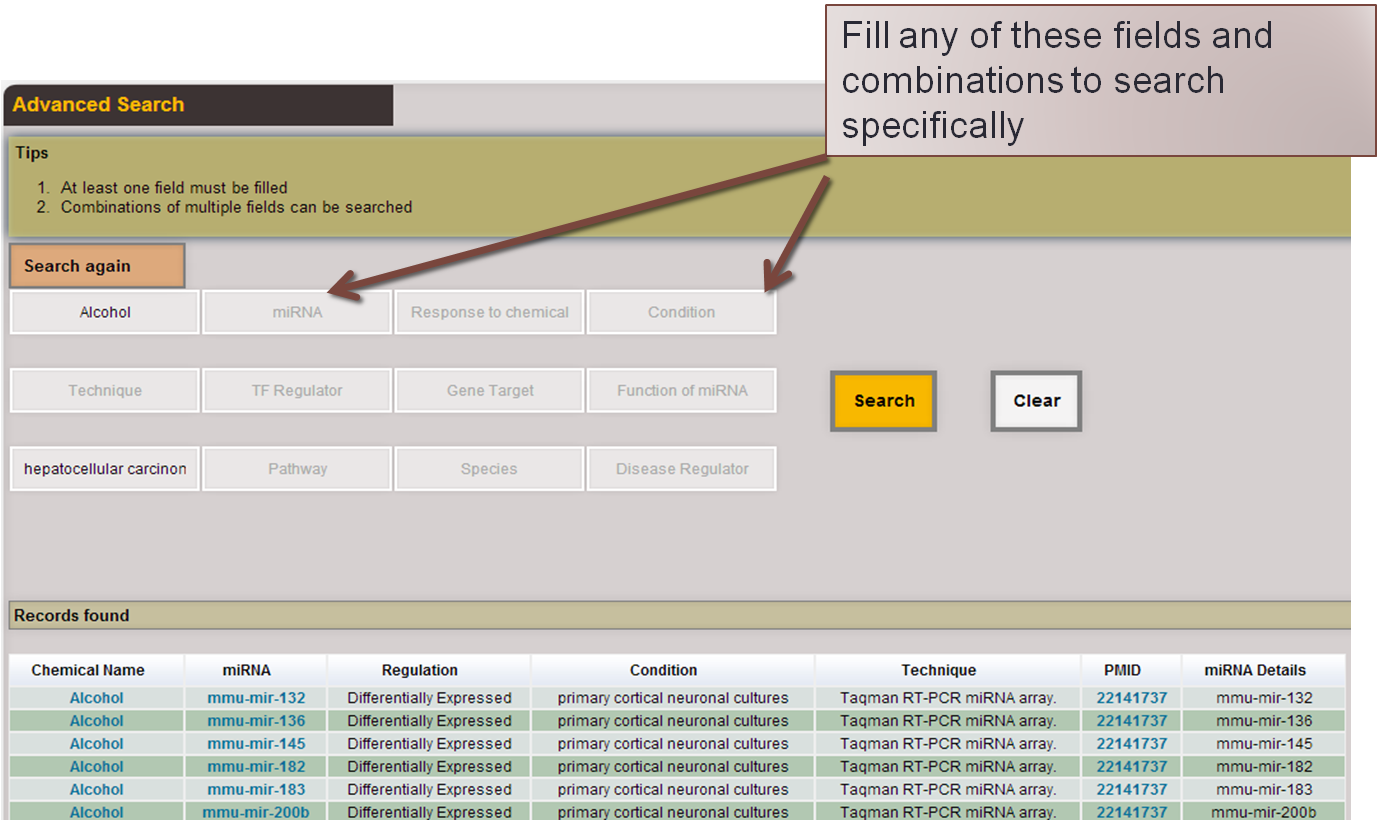 Fill any of these fields and
combinations to search
specifically
Advanced Search
Tips
1. At least one field must be filled
2. Combinations of multiple fields can be searched
Search again
Alcohol miRNA Response to chemical Condition
Technique TF Regulator Gene Target Function of miRNA
Search Clear
hepatocellular carcinon Pathway Species Disease Regulator
Records found
Chemical Name miRNA Regulation Condition Technique PMID miRNA Details
Alcohol mmu-mir-132 Differentially Expressed primary cortical neuronal cultures Taqman RT-PCR miRNA array. 22141737 mmu-mir-132
Alcohol mmu-mir-136 Differentially Expressed primary cortical neuronal cultures Taqman RT-PCR miRNA array. 22141737 mmu-mir-136
Alcohol mmu-mir-145 Differentially Expressed primary cortical neuronal cultures Taqman RT-PCR miRNA array. 22141737 mmu-mir-145
Alcohol mmu-mir-182 Differentially Expressed primary cortical neuronal cultures Taqman RT-PCR miRNA array. 22141737 mmu-mir-182
Alcohol mmu-mir-183 Differentially Expressed primary cortical neuronal cultures Taqman RT-PCR miRNA array. 22141737 mmu-mir-183
Alcohol mmu-mir-200b Differentially Expressed primary cortical neuronal cultures Taqman RT-PCR miRNA array. 22141737 mmu-mir-200b